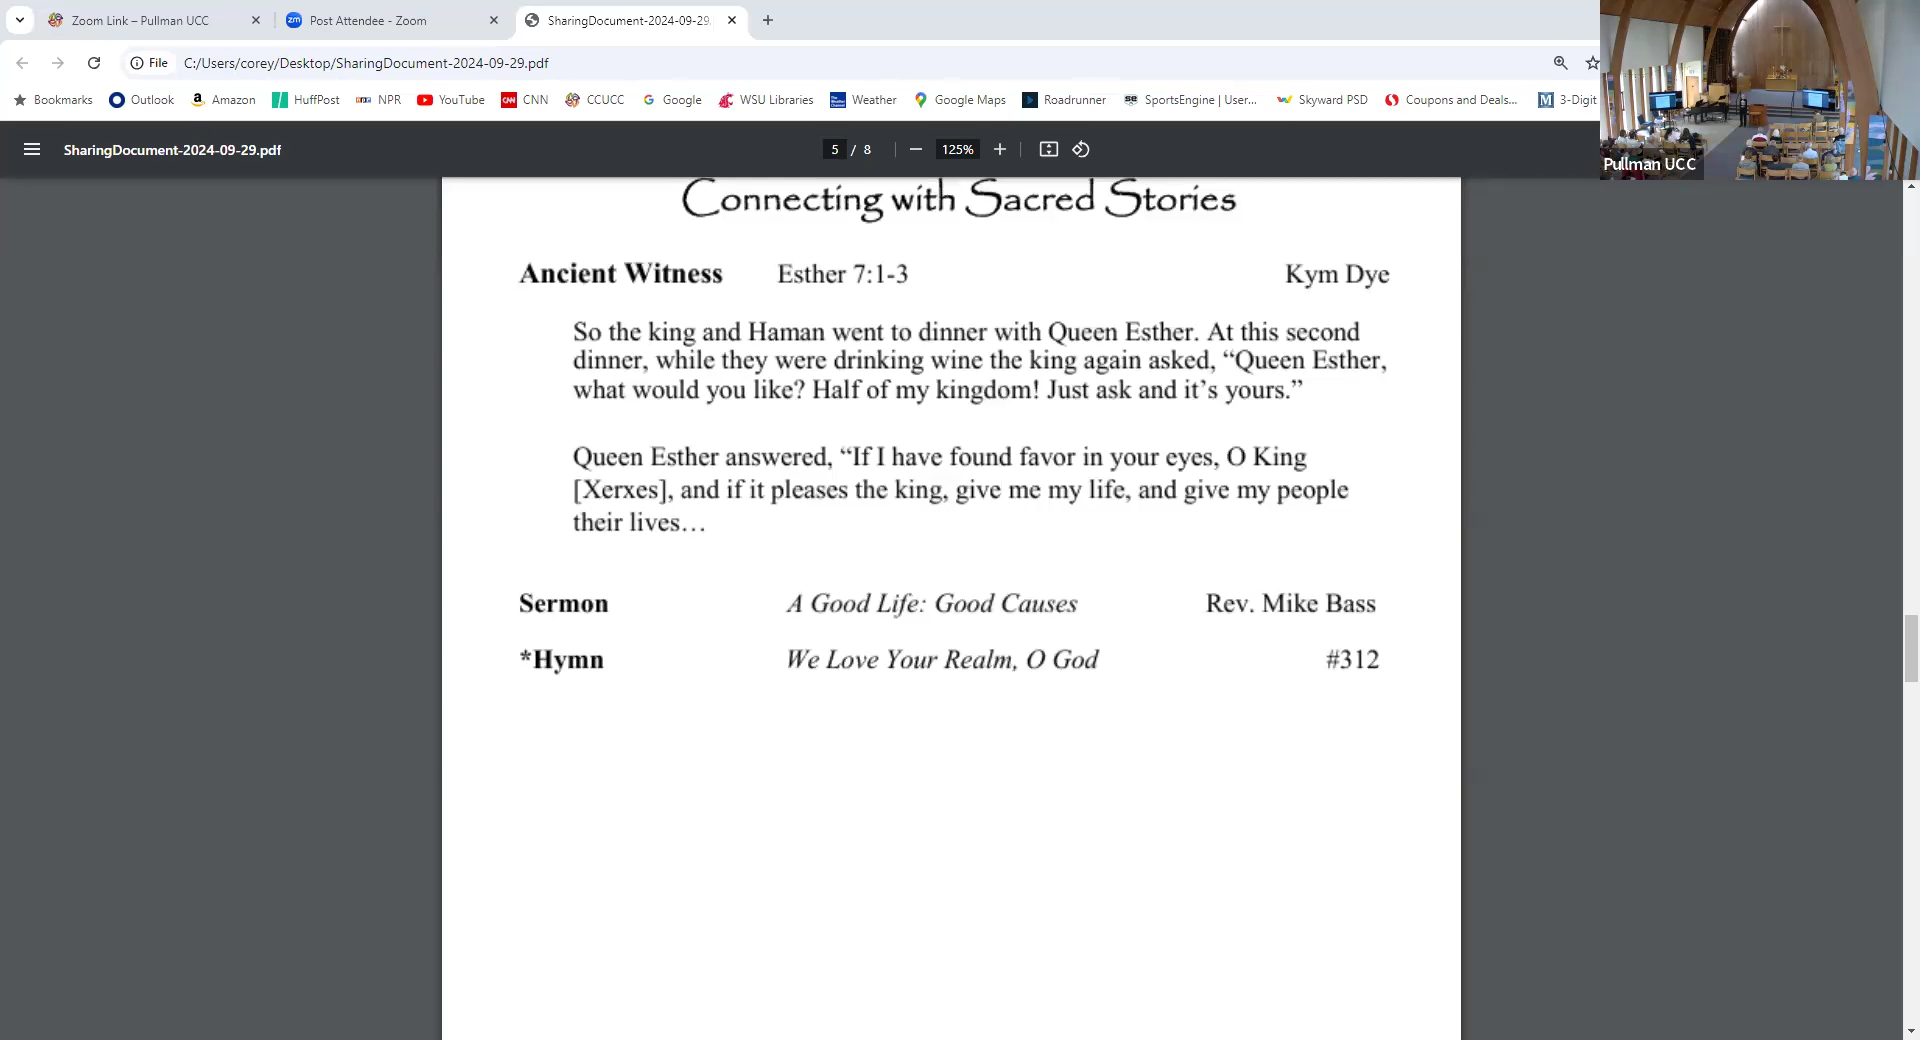 Zoom Link – Pullman UCC
Post Attendee - Zoom
SharingDocument-2024-09-29.
File
C:/Users/corey/Desktop/SharingDocument-2024-09-29.pdf
Bookmarks Outlook Amazon HuffPost NPR YouTube CNN CCUCC Google WSU Libraries Weather Google Maps Roadrunner SportsEngine | User... Skyward PSD Coupons and Deals... 3-Digit
Pullman UCC
SharingDocument-2024-09-29.pdf 5 / 8 125%
Connecting with Sacred Stories
Ancient Witness Esther 7:1-3 Kym Dye
So the king and Haman went to dinner with Queen Esther. At this second
dinner, while they were drinking wine the king again asked, “Queen Esther,
what would you like? Half of my kingdom! Just ask and it’s yours.”
Queen Esther answered, “If I have found favor in your eyes, O King
[Xerxes], and if it pleases the king, give me my life, and give my people
their lives…
Sermon A Good Life: Good Causes Rev. Mike Bass
*Hymn We Love Your Realm, O God #312